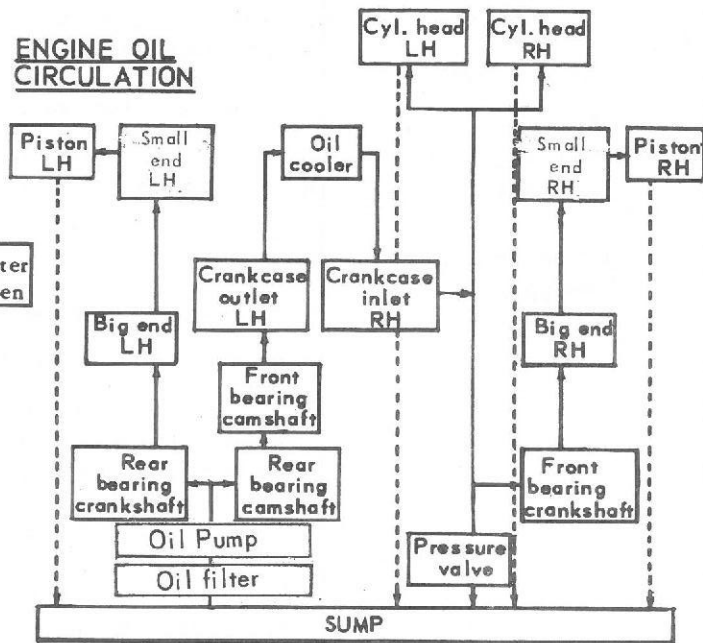 ENGINE OIL
CIRCULATION
Cyl. head
LH
Cyl. head
RH
Piston
LH
Small
end
LH
Oil
cooler
Small
end
RH
Piston
RH
ter
en
Crankcase
outlet
LH
Crankcase
inlet
RH
Big end
LH
Big end
RH
Front
bearing
camshaft
Rear
bearing
crankshaft
Rear
bearing
camshaft
Front
bearing
crankshaft
Oil Pump
Pressure
valve
Oil filter
SUMP